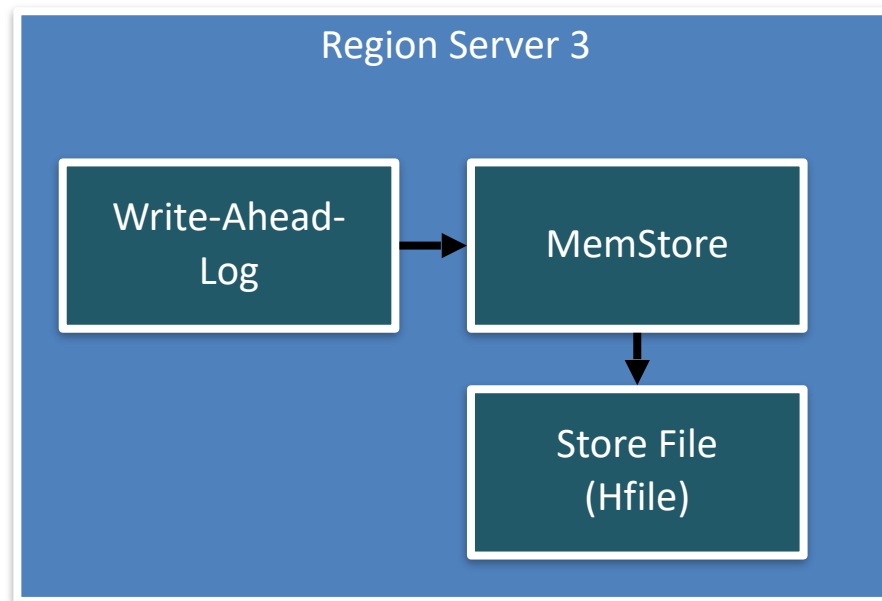 Region Server 3
Write-Ahead-
Log
MemStore
Store File
(Hfile)